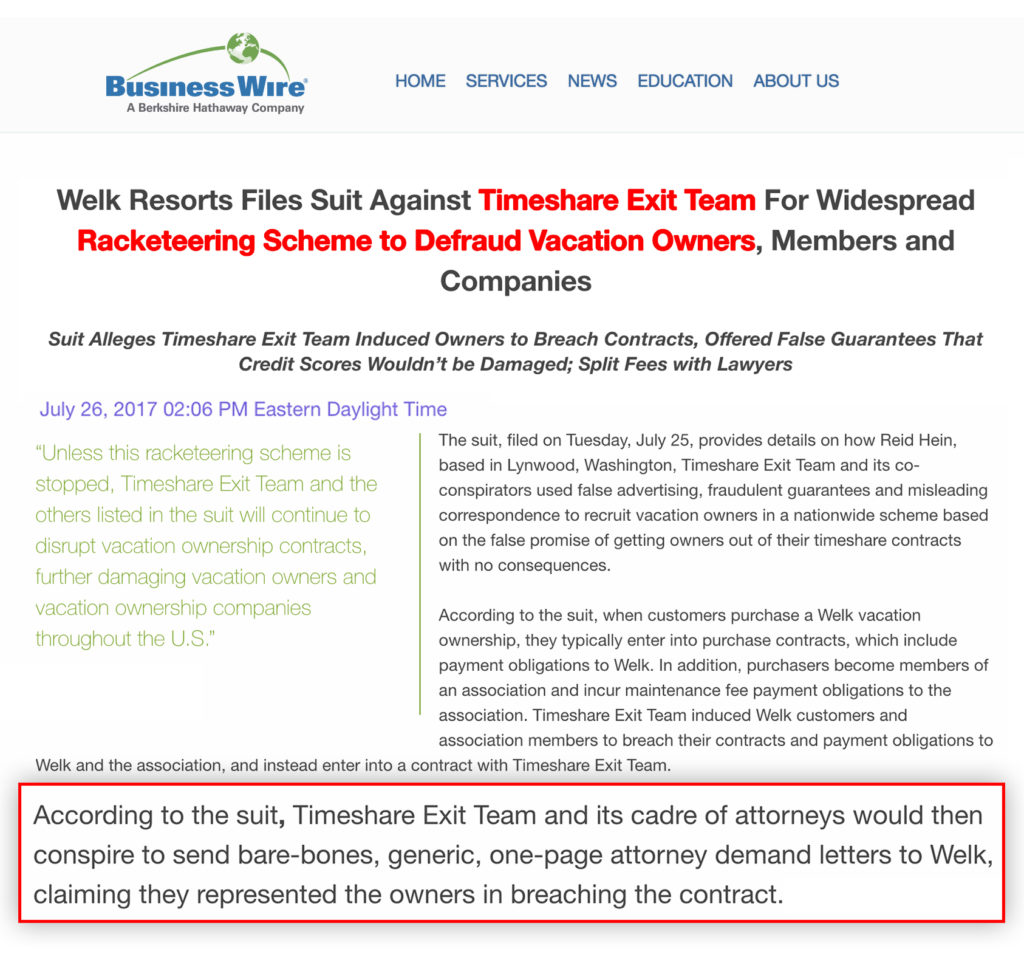 BUSINESS WIRE®
A Berkshire Hathaway Company
HOME SERVICES NEWS EDUCATION ABOUT US
Welk Resorts Files Suit Against Timeshare Exit Team For Widespread
Racketeering Scheme to Defraud Vacation Owners, Members and
Companies
Suit Alleges Timeshare Exit Team Induced Owners to Breach Contracts, Offered False Guarantees That
Credit Scores Wouldn’t be Damaged; Split Fees with Lawyers
July 26, 2017 02:06 PM Eastern Daylight Time
“Unless this racketeering scheme is
stopped, Timeshare Exit Team and the
others listed in the suit will continue to
disrupt vacation ownership contracts,
further damaging vacation owners and
vacation ownership companies
throughout the U.S.”
The suit, filed on Tuesday, July 25, provides details on how Reid Hein,
based in Lynwood, Washington, Timeshare Exit Team and its co-
conspirators used false advertising, fraudulent guarantees and misleading
correspondence to recruit vacation owners in a nationwide scheme based
on the false promise of getting owners out of their timeshare contracts
with no consequences.
According to the suit, when customers purchase a Welk vacation
ownership, they typically enter into purchase contracts, which include
payment obligations to Welk. In addition, purchasers become members of
an association and incur maintenance fee payment obligations to the
association. Timeshare Exit Team induced Welk customers and
association members to breach their contracts and payment obligations to
Welk and the association, and instead enter into a contract with Timeshare Exit Team.
According to the suit, Timeshare Exit Team and its cadre of attorneys would then
conspire to send bare-bones, generic, one-page attorney demand letters to Welk,
claiming they represented the owners in breaching the contract.